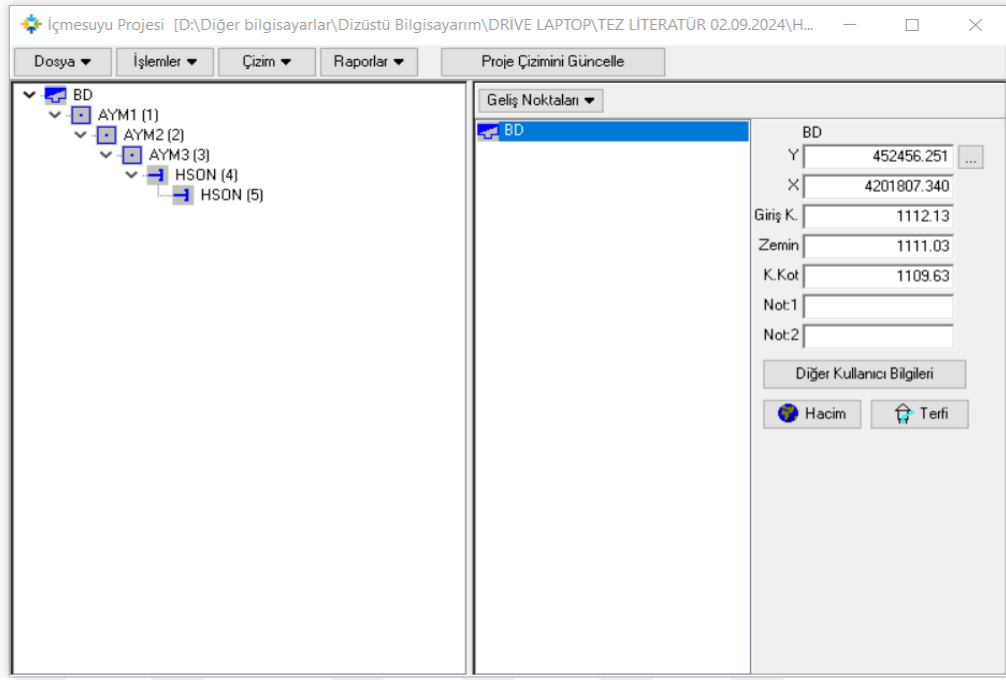 İçmesuyu Projesi [D:\Diğer bilgisayarlar\Dizüstü Bilgisayarım\DRİVE LAPTOP\TEZ LİTERATÜR 02.09.2024\H...
Dosya İşlemler Çizim Raporlar Proje Çizimini Güncelle
BD
AYM1 (1)
AYM2 (2)
AYM3 (3)
HSON (4)
HSON (5)
Geliş Noktaları
BD
BD
Y 452456.251 ...
X 4201807.340
Giriş K. 1112.13
Zemin 1111.03
K.Kot 1109.63
Not:1
Not:2
Diğer Kullanıcı Bilgileri
Hacim Terfi